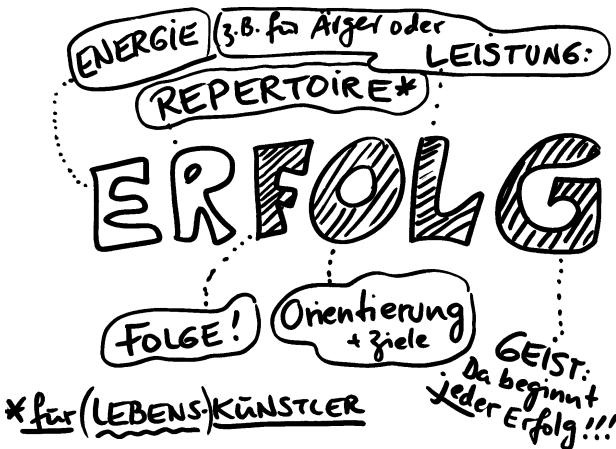 ENERGIE (z.B. für Ärger oder
LEISTUNG:
REPERTOIRE*
ERFOLG
FOLGE!
Orientierung
+ Ziele
GEIST:
Da beginnt
jeder Erfolg!!!
*für (LEBENS-)KÜNSTLER